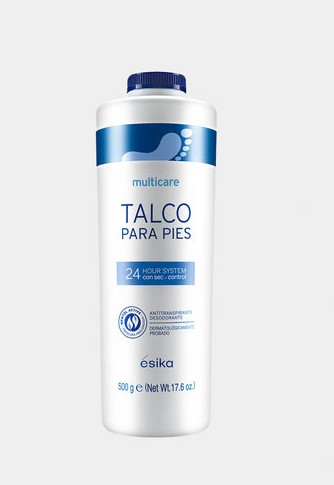 multicare
TALCO
PARA PIES
24 HOUR SYSTEM
con sec - control
ANTITRANSPIRANTE
DESODORANTE
DERMATOLÓGICAMENTE
PROBADO
ésika
500 g ℮ (Net Wt.17.6 oz.)